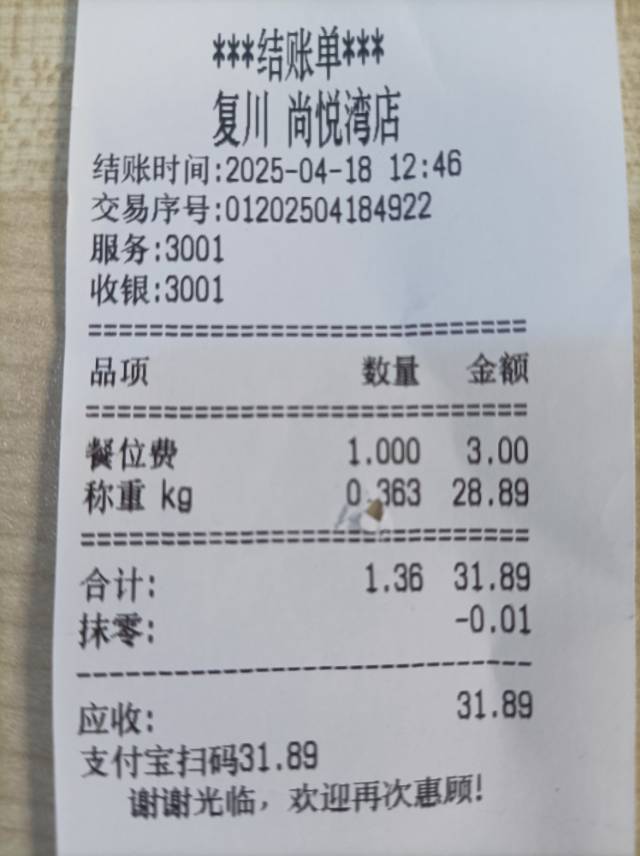 ***结账单***
复川 尚悦湾店
结账时间:2025-04-18 12:46
交易序号:01202504184922
服务:3001
收银:3001
==============================
品项 数量 金额
==============================
餐位费 1.000 3.00
称重 kg 0.363 28.89
==============================
合计: 1.36 31.89
抹零: -0.01
------------------------------
应收: 31.89
支付宝扫码31.89
谢谢光临，欢迎再次惠顾!